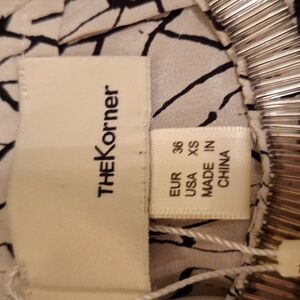 THEKorner
EUR 36
USA XS
MADE IN
CHINA